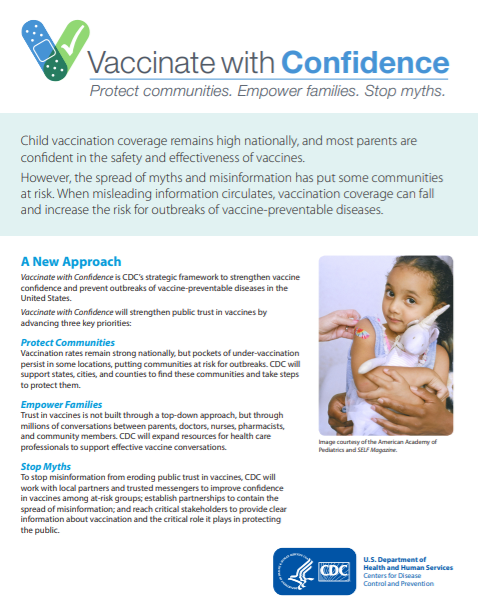 Vaccinate with Confidence
Protect communities. Empower families. Stop myths.
Child vaccination coverage remains high nationally, and most parents are
confident in the safety and effectiveness of vaccines.
However, the spread of myths and misinformation has put some communities
at risk. When misleading information circulates, vaccination coverage can fall
and increase the risk for outbreaks of vaccine-preventable diseases.
A New Approach
Vaccinate with Confidence is CDC's strategic framework to strengthen vaccine
confidence and prevent outbreaks of vaccine-preventable diseases in the
United States.
Vaccinate with Confidence will strengthen public trust in vaccines by
advancing three key priorities:
Protect Communities
Vaccination rates remain strong nationally, but pockets of under-vaccination
persist in some locations, putting communities at risk for outbreaks. CDC will
support states, cities, and counties to find these communities and take steps
to protect them.
Empower Families
Trust in vaccines is not built through a top-down approach, but through
millions of conversations between parents, doctors, nurses, pharmacists,
and community members. CDC will expand resources for health care
professionals to support effective vaccine conversations.
Stop Myths
To stop misinformation from eroding public trust in vaccines, CDC will
work with local partners and trusted messengers to improve confidence
in vaccines among at-risk groups; establish partnerships to contain the
spread of misinformation; and reach critical stakeholders to provide clear
information about vaccination and the critical role it plays in protecting
the public.
Image courtesy of the American Academy of
Pediatrics and SELF Magazine.
CDC
U.S. Department of
Health and Human Services
Centers for Disease
Control and Prevention